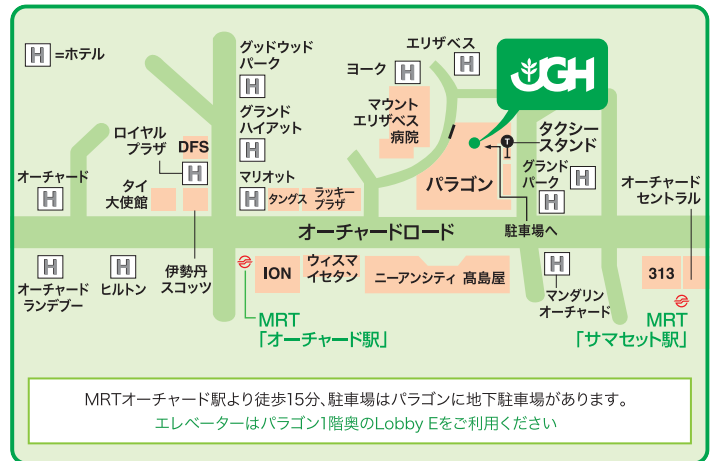 H =ホテル
グッドウッド
パーク
H
グランド
ハイアット
H
エリザベス
H
ヨーク
H
JGH
マウント
エリザベス
病院
T
タクシー
スタンド
ロイヤル
プラザ
DFS
H
オーチャード
H
タイ
大使館
マリオット
H
タングス
ラッキー
プラザ
パラゴン
グランド
パーク
H
H
オーチャード
セントラル
オーチャードロード
駐車場へ
H
オーチャード
ランデブー
H
ヒルトン
伊勢丹
スコッツ
ION
ウィスマ
イセタン
ニーアンシティ 髙島屋
H
マンダリン
オーチャード
313
MRT
「オーチャード駅」
MRT
「サマセット駅」
MRTオーチャード駅より徒歩15分、駐車場はパラゴンに地下駐車場があります。
エレベーターはパラゴン1階奥のLobby Eをご利用ください